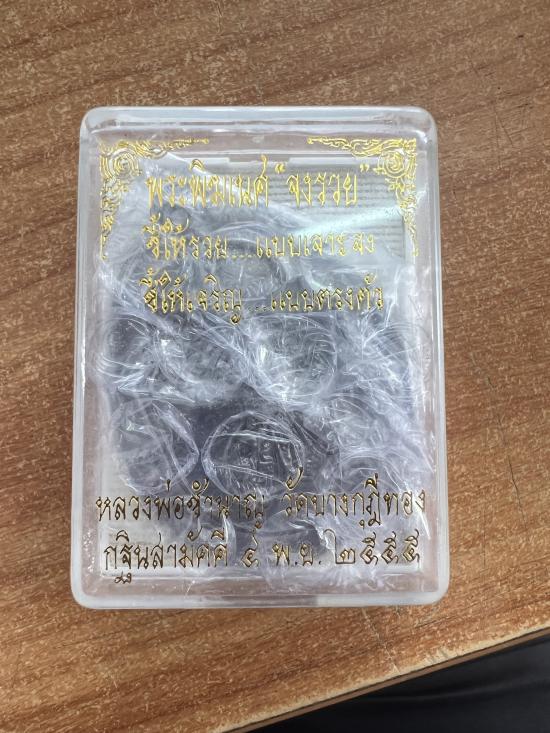 พระพิฆเนศ “จงรวย”
ชี้ให้รวย...แบบเจาะจง
ชี้ให้เจริญ...แบบตรงตัว
หลวงพ่อชำนาญ วัดบางกุฎีทอง
กฐินสามัคคี ๔ พ.ย. ๒๕๕๕